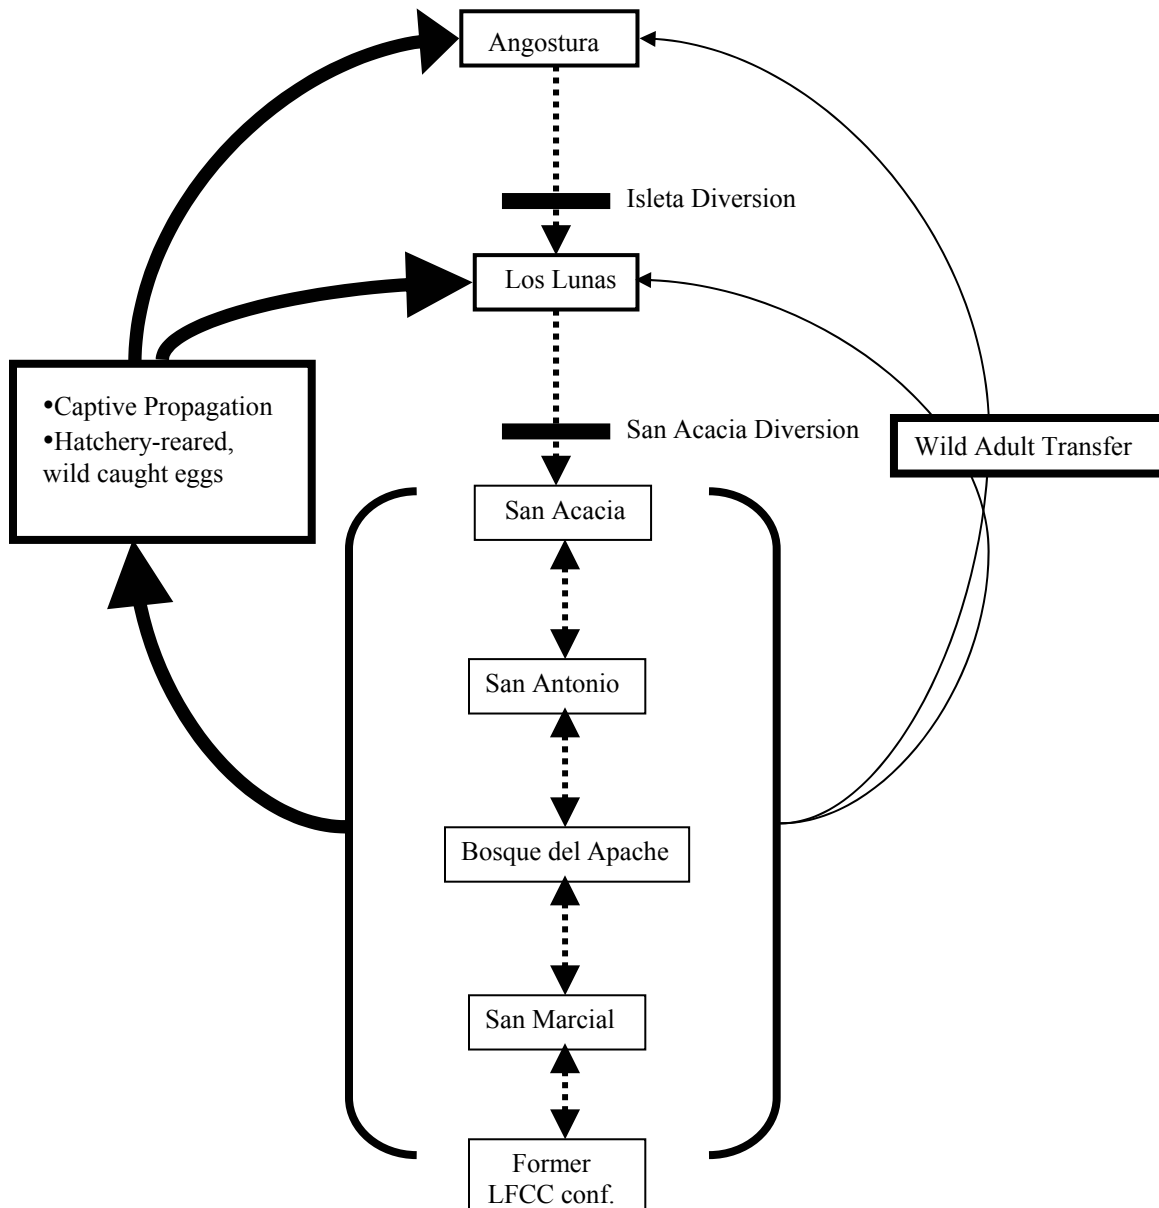 Angostura
Isleta Diversion
Los Lunas
•Captive Propagation
•Hatchery-reared,
wild caught eggs
San Acacia Diversion
Wild Adult Transfer
San Acacia
San Antonio
Bosque del Apache
San Marcial
Former
LFCC conf.